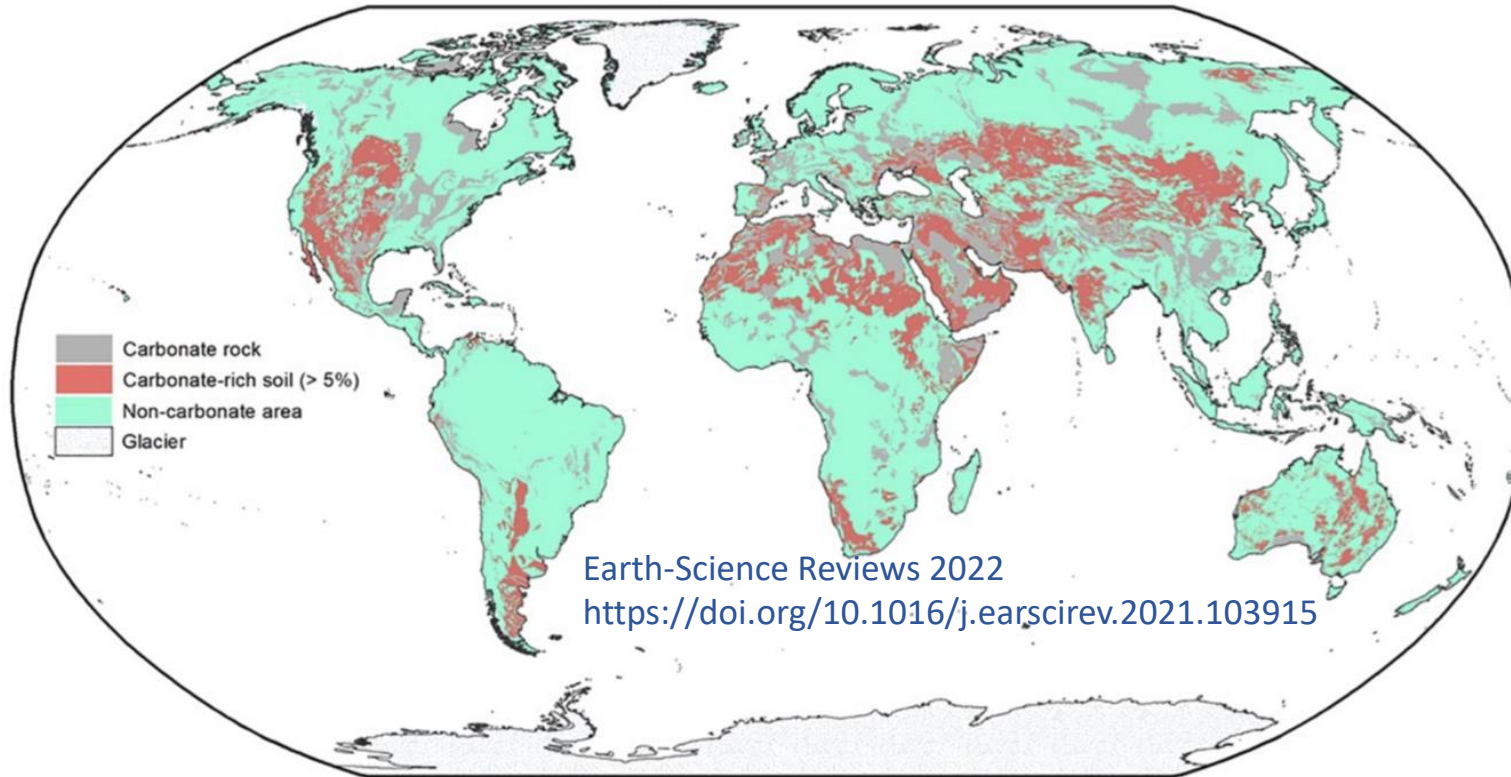 Carbonate rock
Carbonate-rich soil (> 5%)
Non-carbonate area
Glacier
Earth-Science Reviews 2022
https://doi.org/10.1016/j.earscirev.2021.103915